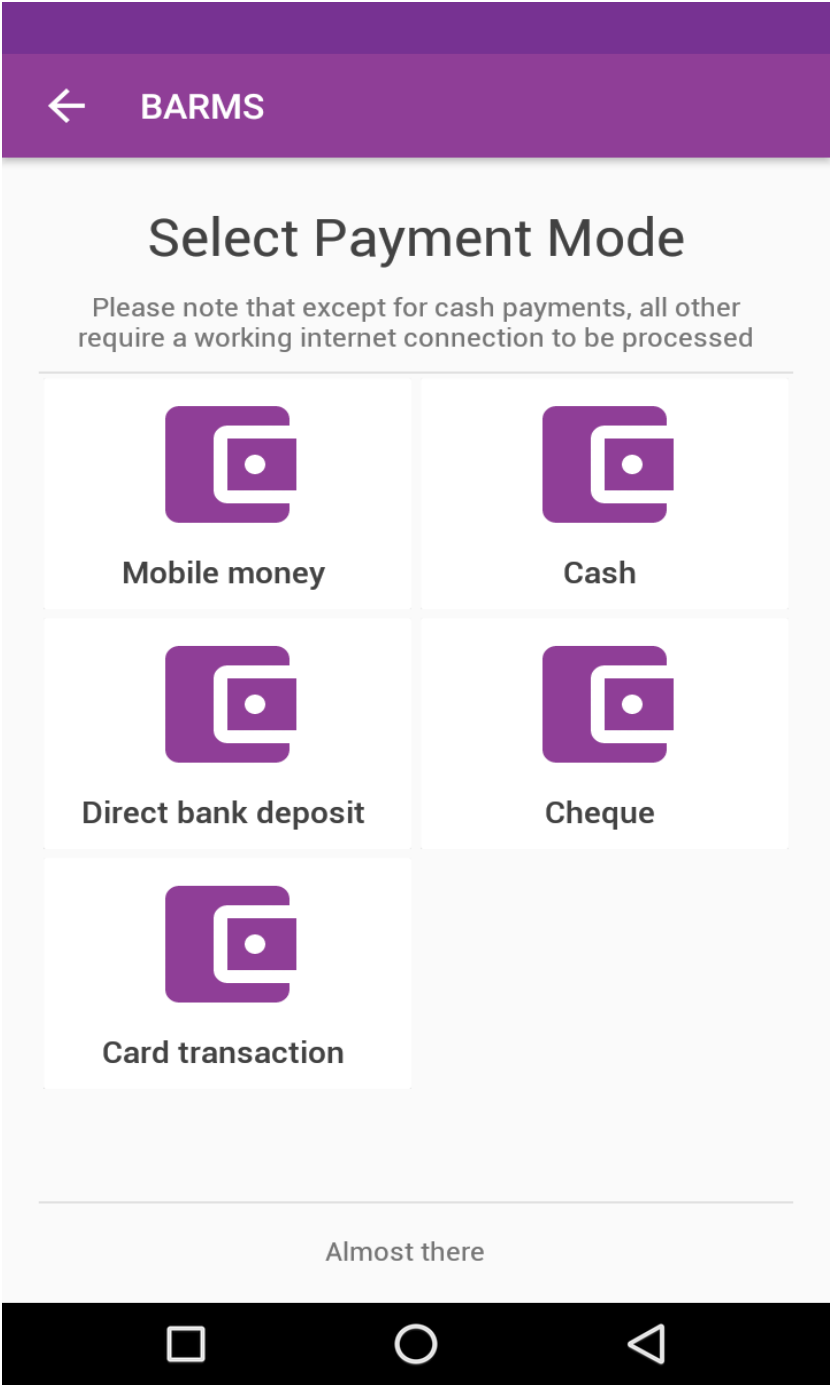 BARMS
Select Payment Mode
Please note that except for cash payments, all other
require a working internet connection to be processed
Mobile money
Cash
Direct bank deposit
Cheque
Card transaction
Almost there